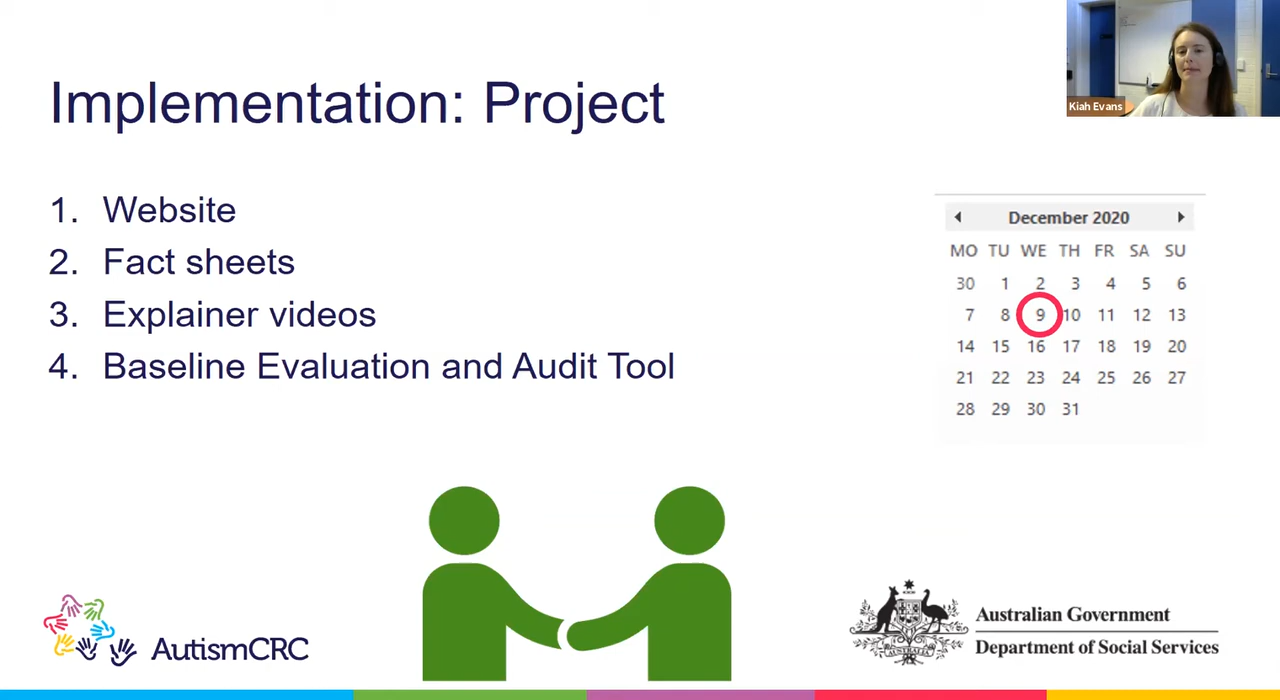 Implementation: Project
Kiah Evans
1. Website
2. Fact sheets
3. Explainer videos
4. Baseline Evaluation and Audit Tool
December 2020
MO TU WE TH FR SA SU
30 1 2 3 4 5 6
7 8 9 10 11 12 13
14 15 16 17 18 19 20
21 22 23 24 25 26 27
28 29 30 31
AutismCRC
AUSTRALIA
Australian Government
Department of Social Services